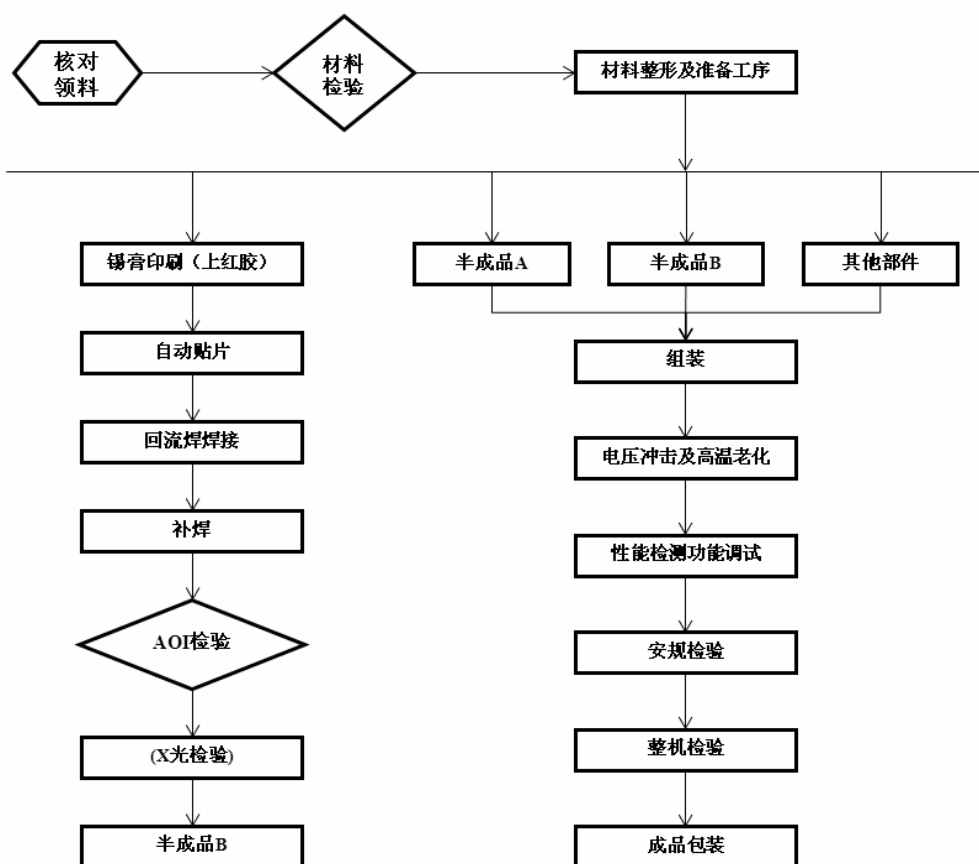 核对
领料
材料
检验
材料整形及准备工序
锡膏印刷（上红胶）
半成品A
半成品B
其他部件
自动贴片
组装
回流焊焊接
电压冲击及高温老化
补焊
性能检测功能调试
AOI检验
安规检验
(X光检验)
整机检验
半成品B
成品包装